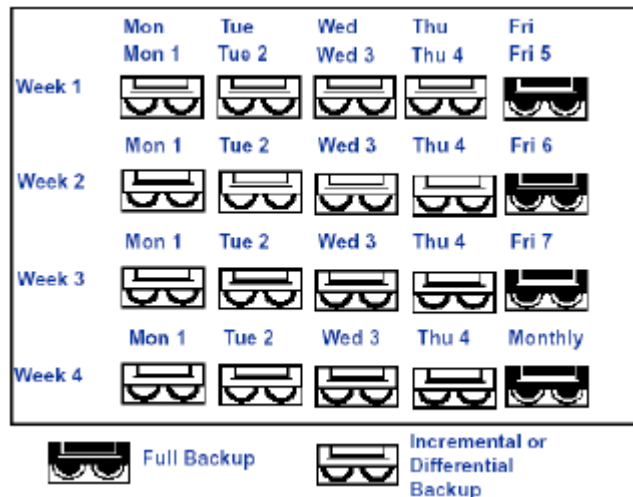 Mon Tue Wed Thu Fri
Mon 1 Tue 2 Wed 3 Thu 4 Fri 5
Week 1
Mon 1 Tue 2 Wed 3 Thu 4 Fri 6
Week 2
Mon 1 Tue 2 Wed 3 Thu 4 Fri 7
Week 3
Mon 1 Tue 2 Wed 3 Thu 4 Monthly
Week 4
Full Backup
Incremental or
Differential
Backup